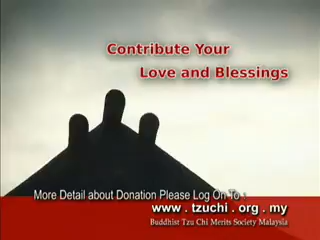 Contribute Your
Love and Blessings
More Detail about Donation Please Log On To :
www . tzuchi . org . my
Buddhist Tzu Chi Merits Society Malaysia